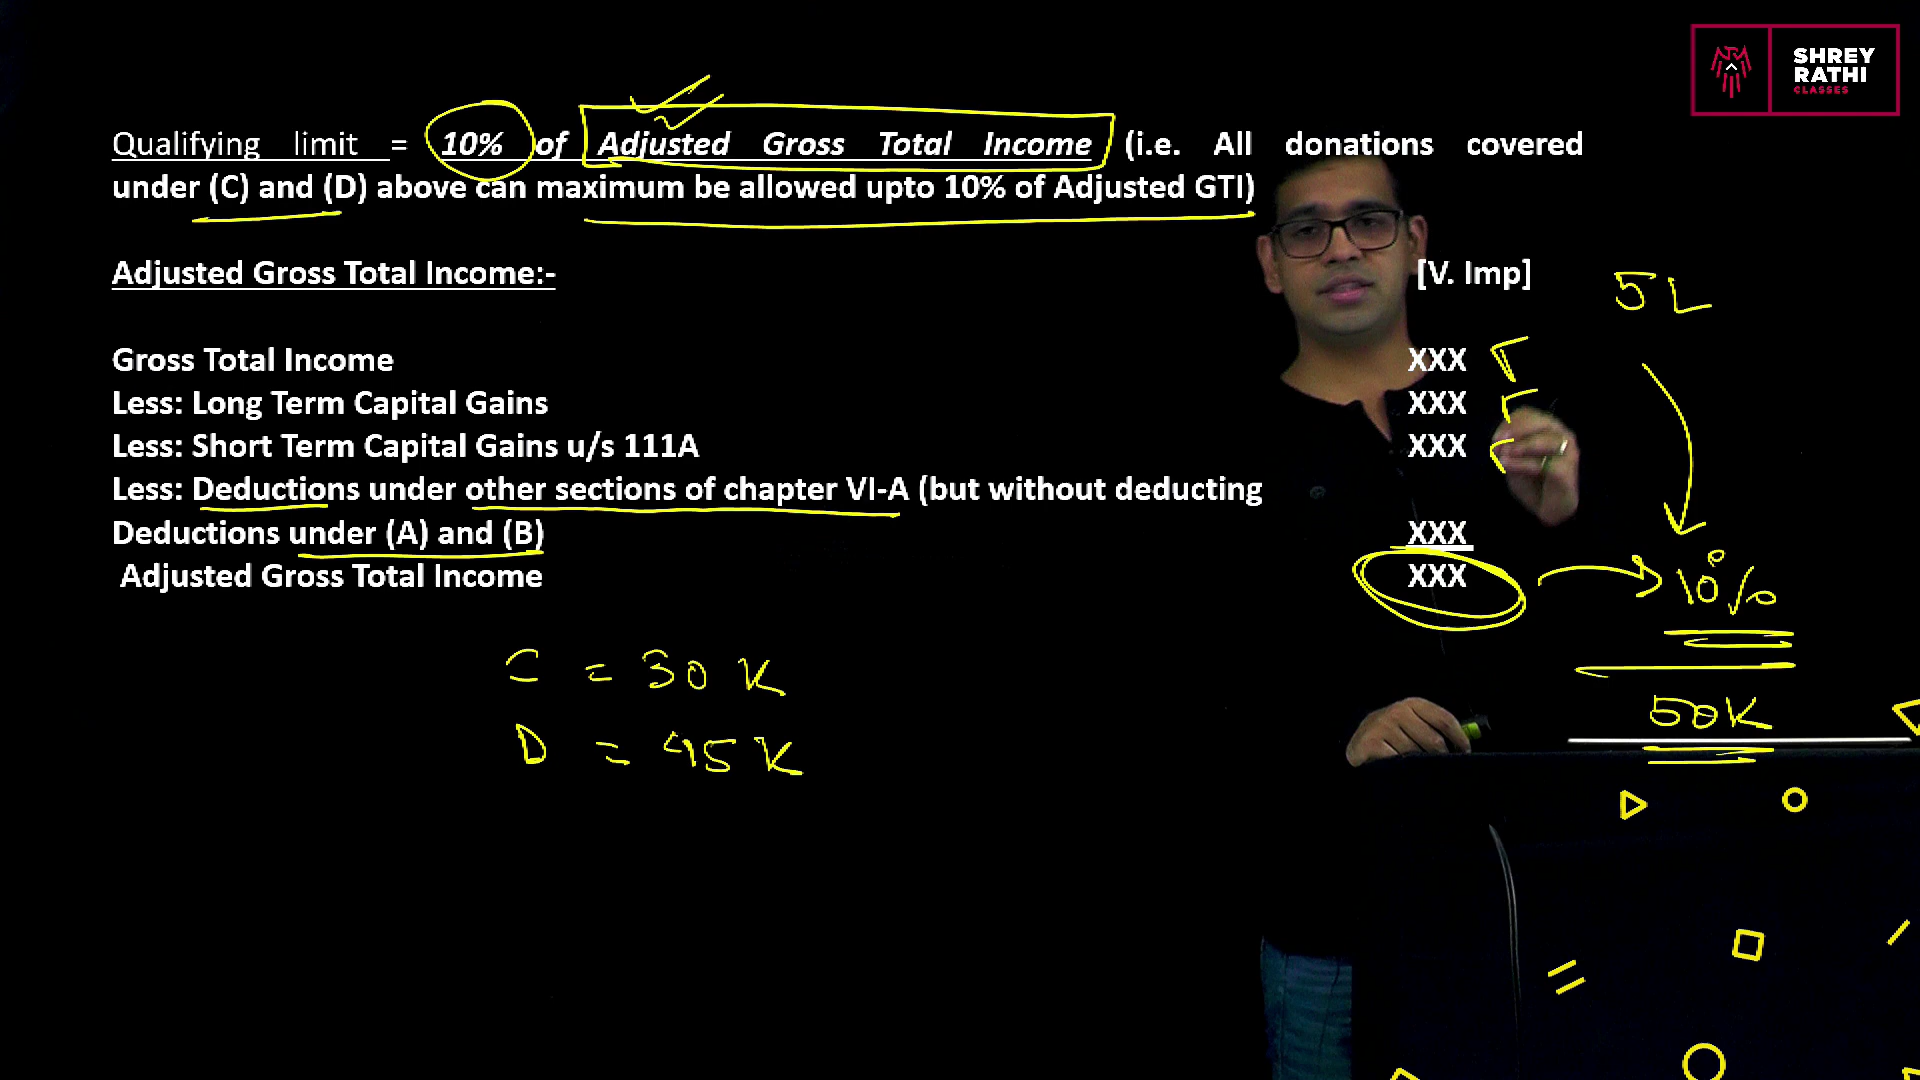 SHREY
RATHI
CLASSES
Qualifying limit = 10% of Adjusted Gross Total Income (i.e. All donations covered
under (C) and (D) above can maximum be allowed upto 10% of Adjusted GTI)
Adjusted Gross Total Income:- [V. Imp] 5L
Gross Total Income XXX
Less: Long Term Capital Gains XXX
Less: Short Term Capital Gains u/s 111A XXX
Less: Deductions under other sections of chapter VI-A (but without deducting
Deductions under (A) and (B) XXX
Adjusted Gross Total Income XXX 10%
C = 30 K
50K
D = 45 K